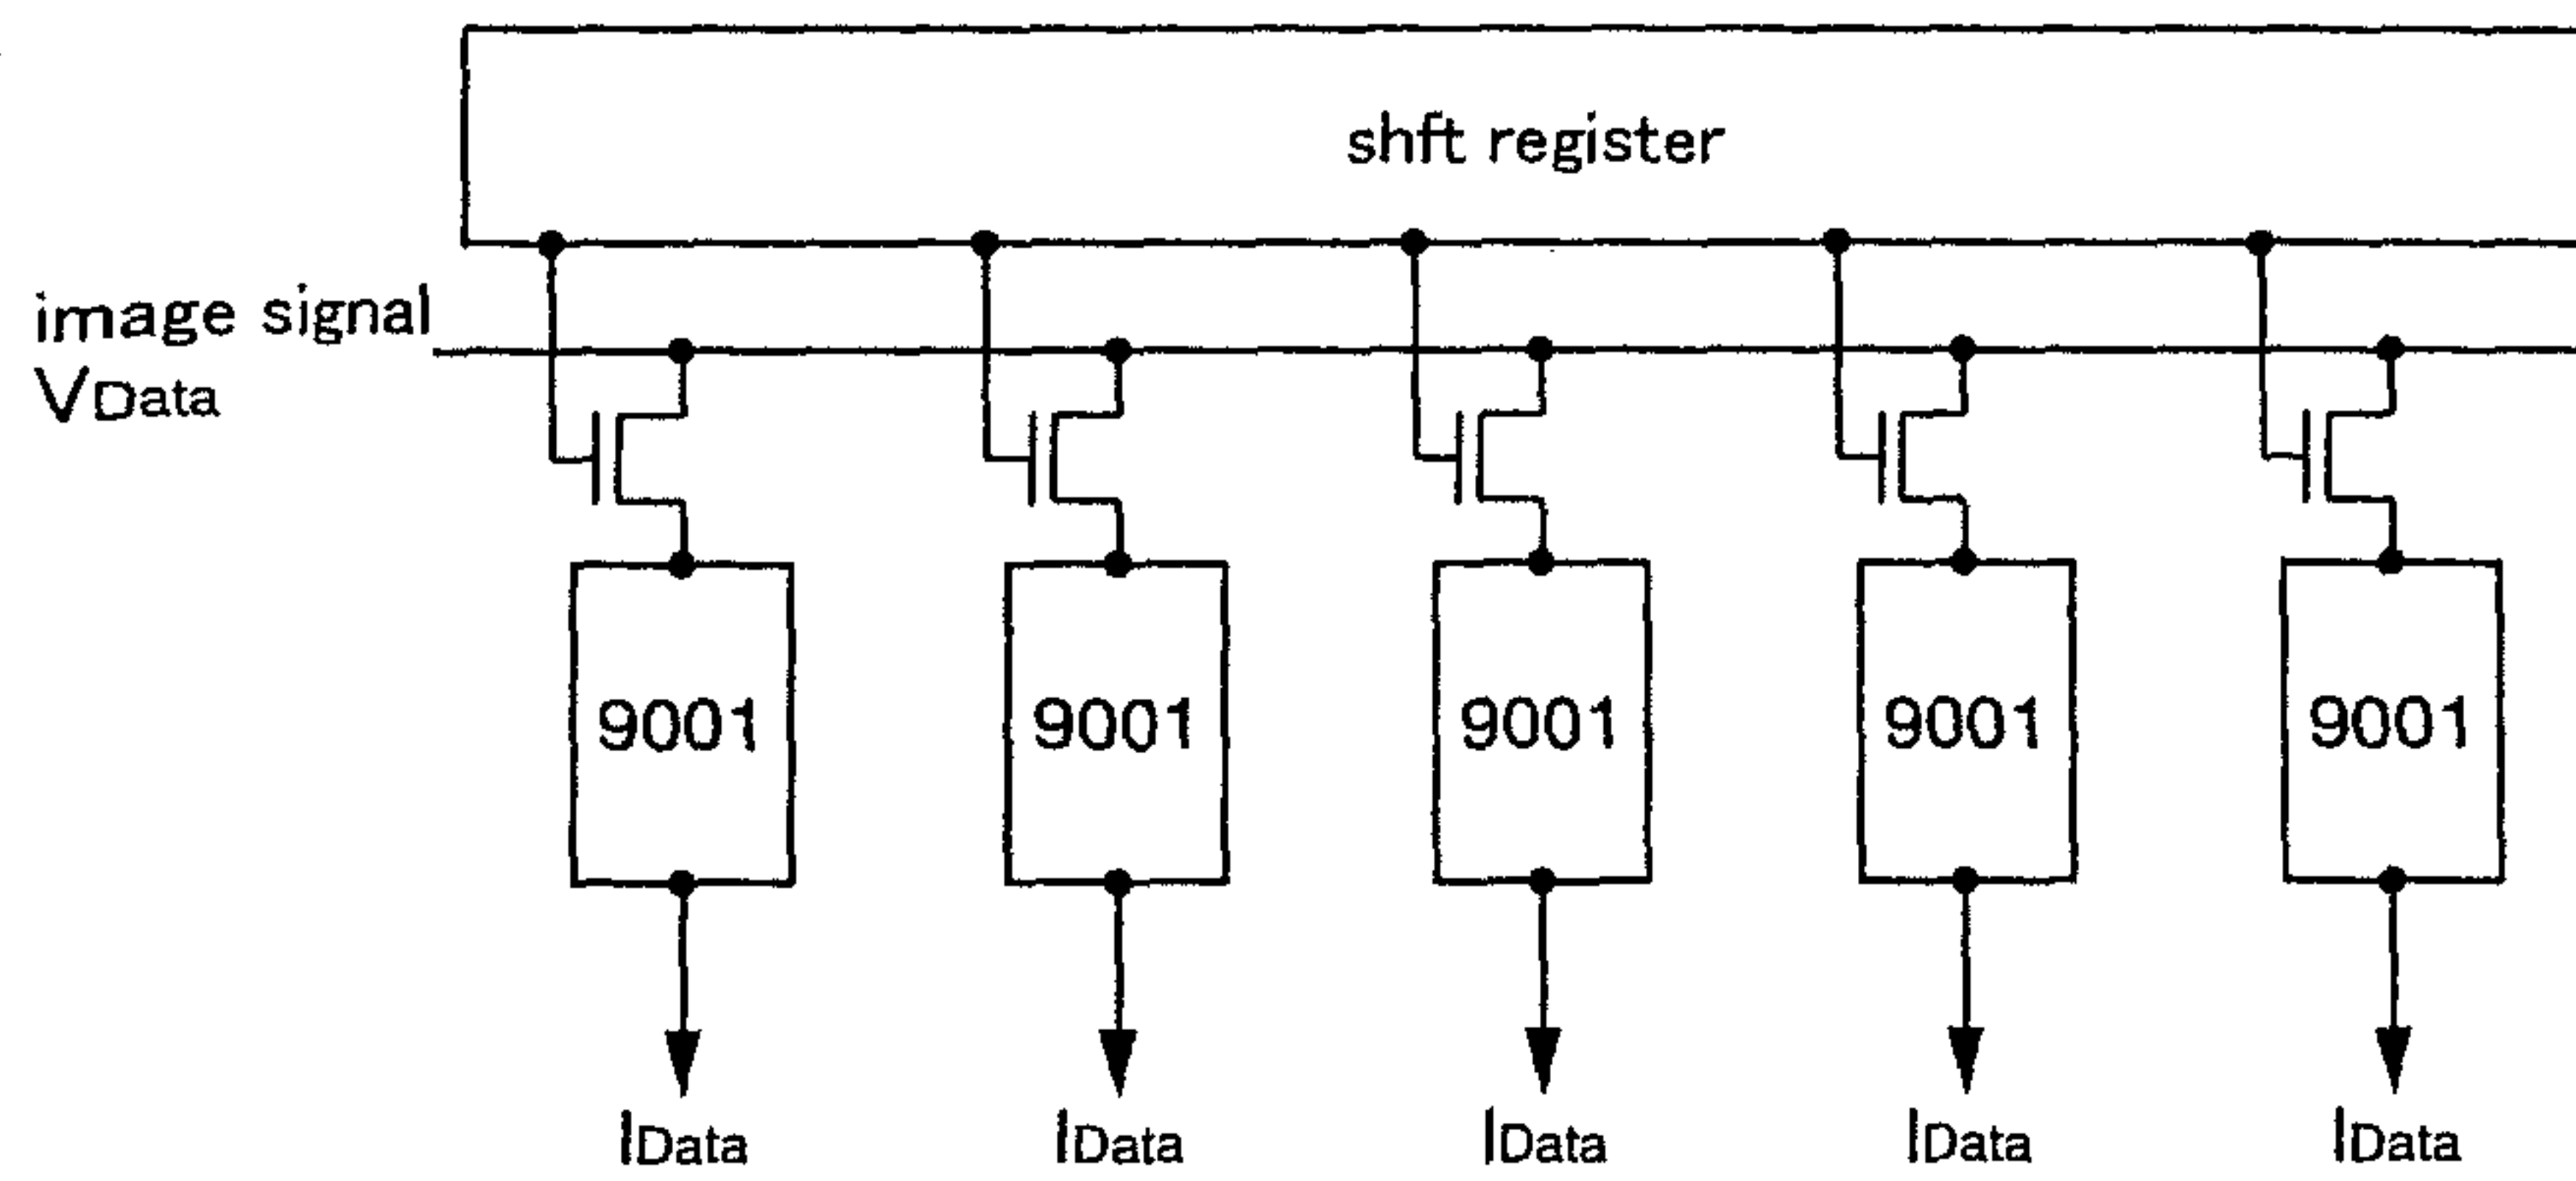 shft register
image signal
VData
9001 9001 9001 9001 9001
IData IData IData IData IData